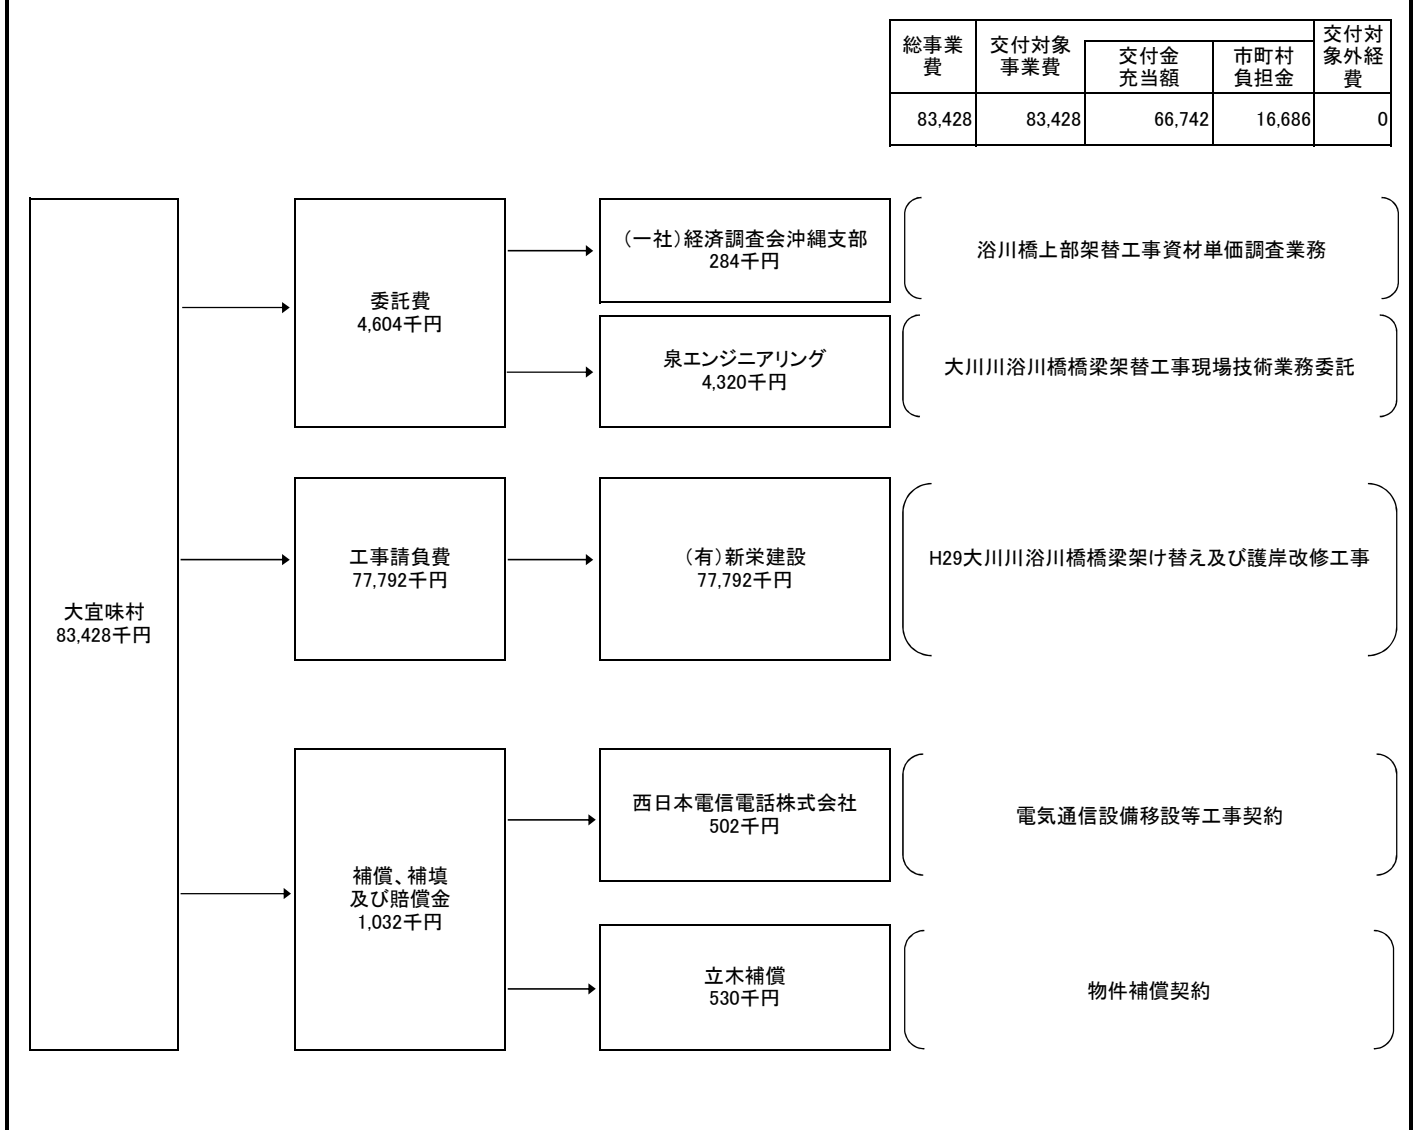 総事業
費
交付対象
事業費
交付金
充当額
市町村
負担金
交付対
象外経
費
83,428
83,428
66,742
16,686
0
大宜味村
83,428千円
委託費
4,604千円
（一社）経済調査会沖縄支部
284千円
浴川橋上部架替工事資材単価調査業務
泉エンジニアリング
4,320千円
大川川浴川橋橋梁架替工事現場技術業務委託
工事請負費
77,792千円
（有）新栄建設
77,792千円
H29大川川浴川橋橋梁架け替え及び護岸改修工事
補償、補填
及び賠償金
1,032千円
西日本電信電話株式会社
502千円
電気通信設備移設等工事契約
立木補償
530千円
物件補償契約